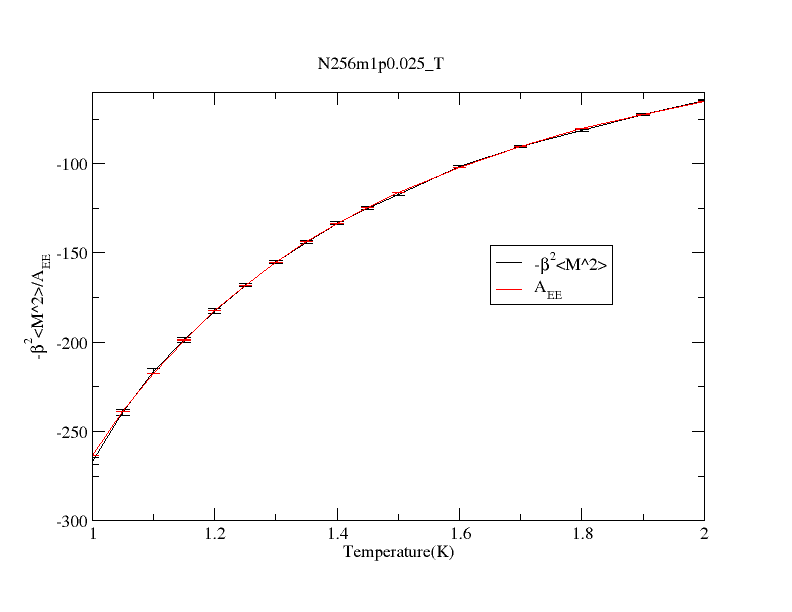 N256m1p0.025_T
-100
-150
-200
-250
-300
-β²<M^2>/A_EE
-β²<M^2>
A_EE
1 1.2 1.4 1.6 1.8 2
Temperature(K)